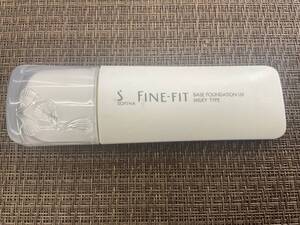 S
SOFINA
FINE-FIT
BASE FOUNDATION UV
MILKY TYPE